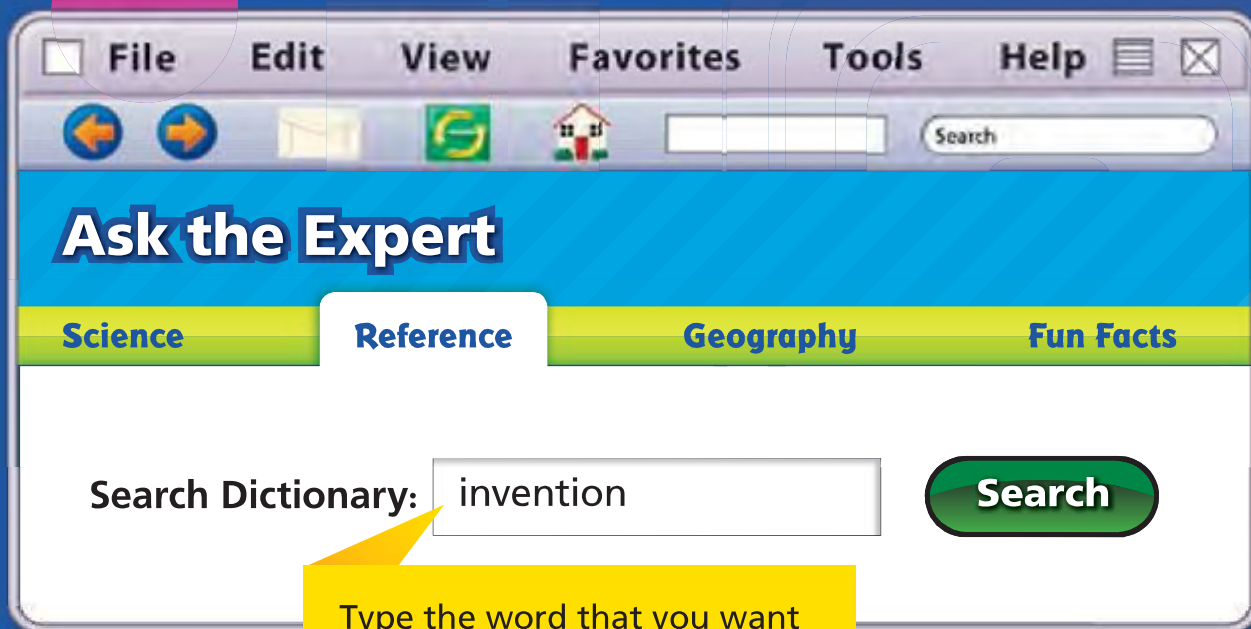 File Edit View Favorites Tools Help
Search
Ask the Expert
Science Reference Geography Fun Facts
Search Dictionary: invention Search
Type the word that you want